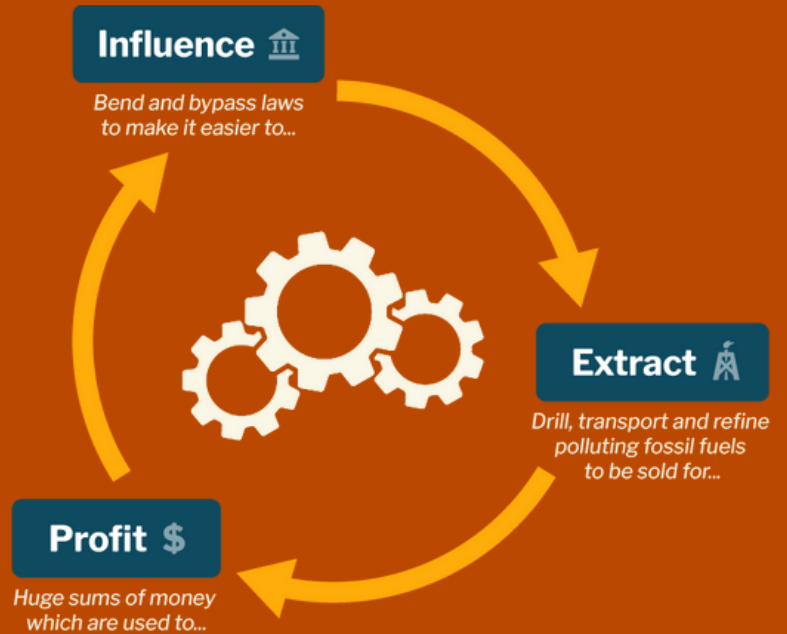 Influence
Bend and bypass laws
to make it easier to...
Extract
Drill, transport and refine
polluting fossil fuels
to be sold for...
Profit $
Huge sums of money
which are used to...